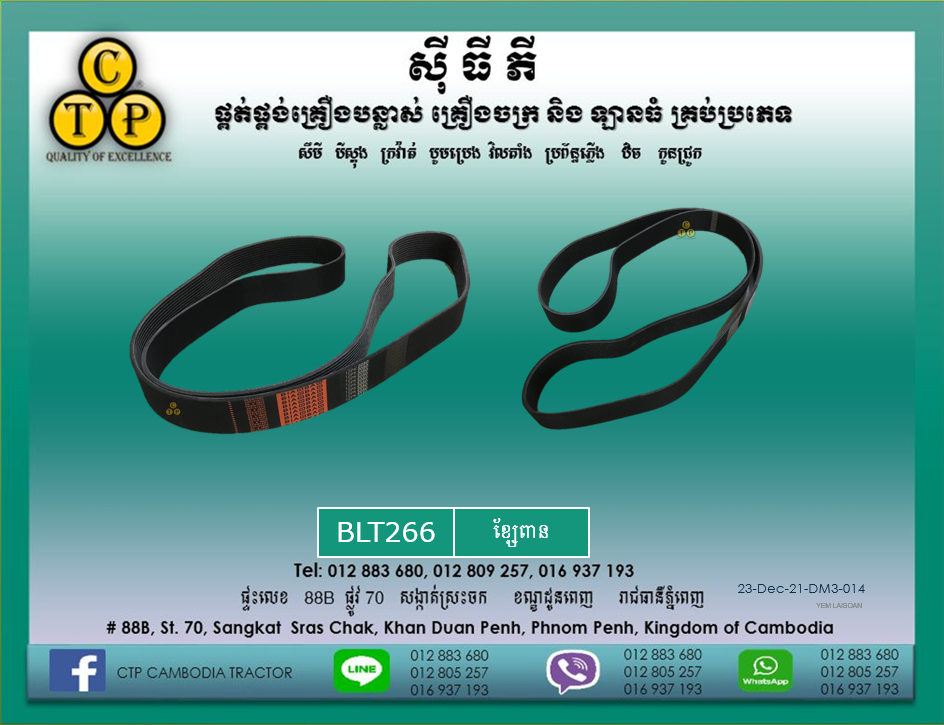 C
T P
QUALITY OF EXCELLENCE
ស៊ី ធី ភី
ផ្គត់ផ្គង់គ្រឿងបន្លាស់ គ្រឿងចក្រ និង ឡានធំ គ្រប់ប្រភេទ
ស៊ីមី បីស្តុង ក្រវ៉ាត់ បូមប្រេង វិលតាំង ប្រព័ន្ធភ្លើង ឋិច កូនជ្រូក
BLT266 ខ្សែពាន
Tel: 012 883 680, 012 809 257, 016 937 193
ផ្ទះលេខ 88B ផ្លូវ 70 សង្កាត់ស្រះចក ខណ្ឌដូនពេញ រាជធានីភ្នំពេញ
23-Dec-21-DM3-014
YEM LAISOAN
# 88B, St. 70, Sangkat Sras Chak, Khan Duan Penh, Phnom Penh, Kingdom of Cambodia
f CTP CAMBODIA TRACTOR
LINE
012 883 680
012 805 257
016 937 193
012 883 680
012 805 257
016 937 193
WhatsApp
012 883 680
012 805 257
016 937 193